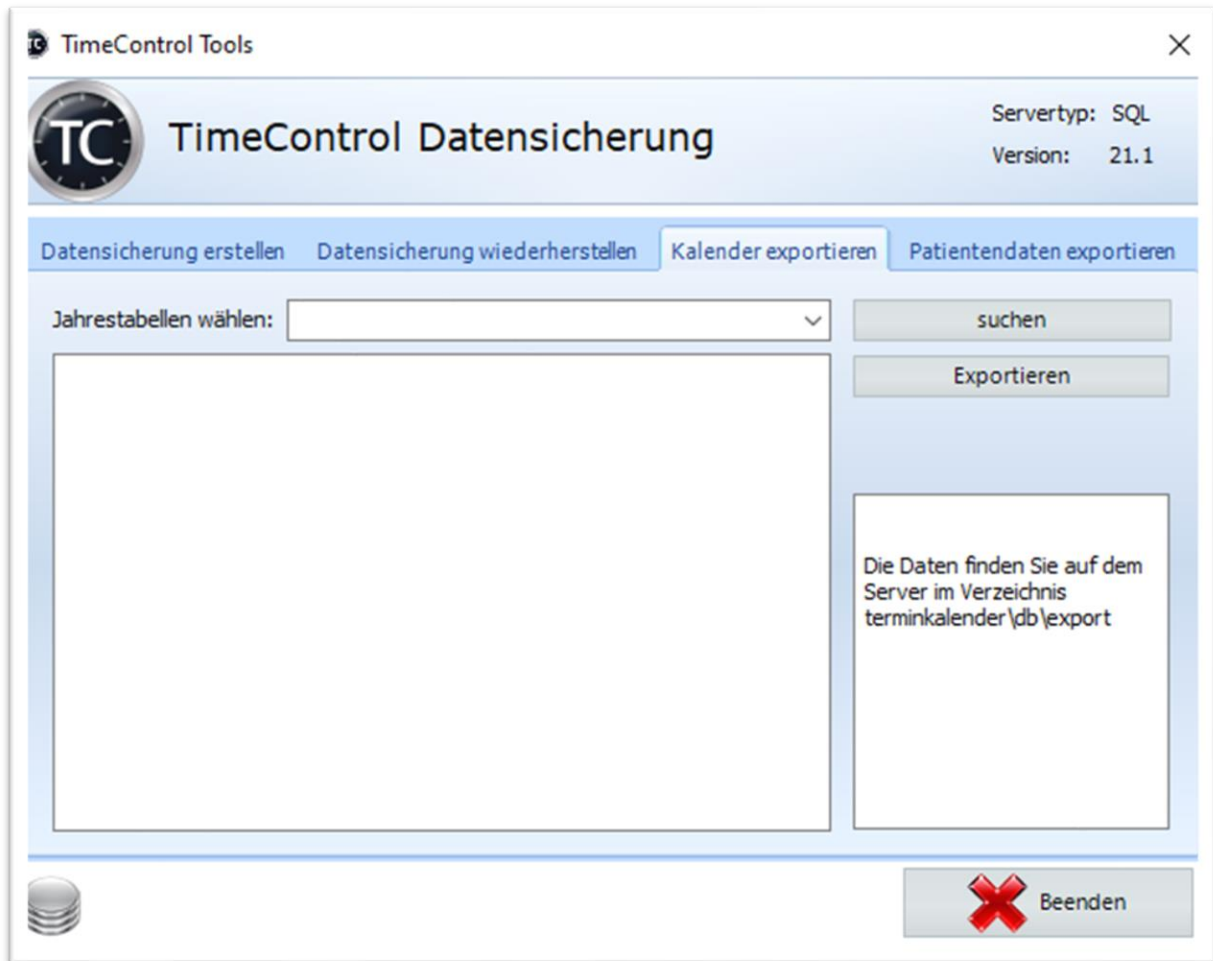 TimeControl Tools
TC
TimeControl Datensicherung
Servertyp: SQL
Version: 21.1
Datensicherung erstellen
Datensicherung wiederherstellen
Kalender exportieren
Patientendaten exportieren
Jahrestabellen wählen:
suchen
Exportieren
Die Daten finden Sie auf dem
Server im Verzeichnis
terminkalender\db\export
Beenden